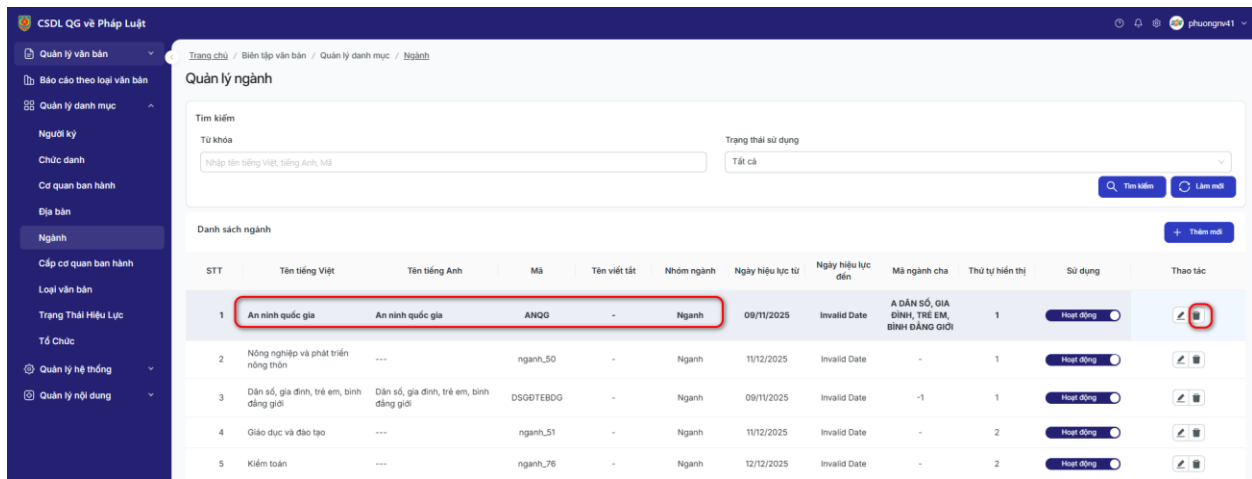 CSDL QG về Pháp Luật
phuongnv41
Quản lý văn bản
Báo cáo theo loại văn bản
Quản lý danh mục
Người ký
Chức danh
Cơ quan ban hành
Địa bàn
Ngành
Cấp cơ quan ban hành
Loại văn bản
Trạng Thái Hiệu Lực
Tổ Chức
Quản lý hệ thống
Quản lý nội dung
Trang chủ / Biên tập văn bản / Quản lý danh mục / Ngành
Quản lý ngành
Tìm kiếm
Từ khóa
Trạng thái sử dụng
Nhập tên tiếng Việt, tiếng Anh, Mã
Tất cả
Tìm kiếm
Làm mới
Danh sách ngành
+ Thêm mới
STT Tên tiếng Việt Tên tiếng Anh Mã Tên viết tắt Nhóm ngành Ngày hiệu lực từ Ngày hiệu lực đến Mã ngành cha Thứ tự hiển thị Sử dụng Thao tác
1 An ninh quốc gia An ninh quốc gia ANQG - Nganh 09/11/2025 Invalid Date A DÂN SỐ, GIA ĐÌNH, TRẺ EM, BÌNH ĐẲNG GIỚI 1 Hoạt động
2 Nông nghiệp và phát triển nông thôn --- nganh_50 - Nganh 11/12/2025 Invalid Date - 1 Hoạt động
3 Dân số, gia đình, trẻ em, bình đẳng giới Dân số, gia đình, trẻ em, bình đẳng giới DSGĐTEBDG - Nganh 09/11/2025 Invalid Date -1 1 Hoạt động
4 Giáo dục và đào tạo --- nganh_51 - Nganh 11/12/2025 Invalid Date - 2 Hoạt động
5 Kiểm toán --- nganh_76 - Nganh 12/12/2025 Invalid Date - 2 Hoạt động